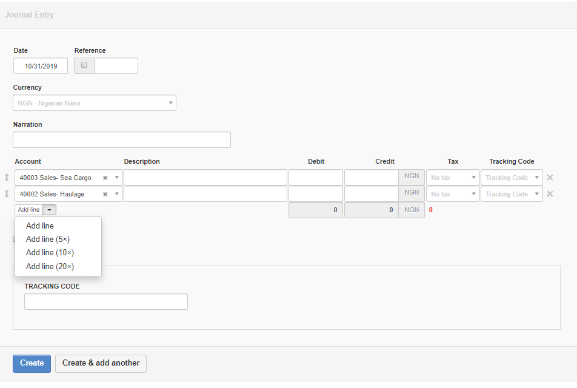 Journal Entry
Date Reference
10/31/2019
Currency
NGN - Nigerian Naira
Narration
Account Description Debit Credit Tax Tracking Code
40003 Sales- Sea Cargo × NGN No tax Tracking Code ×
40002 Sales- Haulage × NGN No tax Tracking Code ×
Add line 0 0 NGN 0
Add line
Add line (5×)
Add line (10×)
Add line (20×)
TRACKING CODE
Create Create & add another